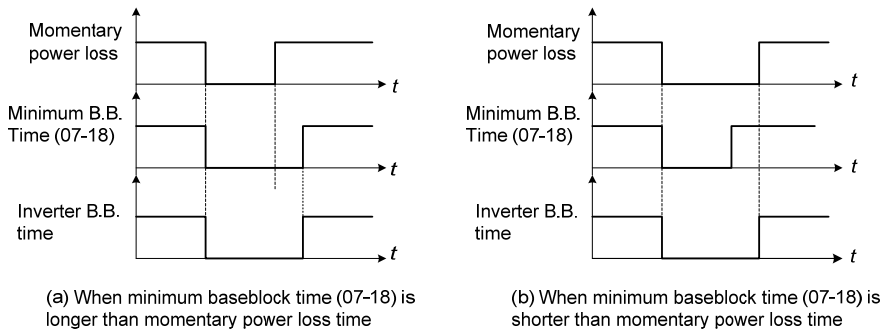 Momentary
power loss
t
Minimum B.B.
Time (07-18)
t
Inverter B.B.
time
t
(a) When minimum baseblock time (07-18) is
longer than momentary power loss time
Momentary
power loss
t
Minimum B.B.
Time (07-18)
t
Inverter B.B.
time
t
(b) When minimum baseblock time (07-18) is
shorter than momentary power loss time